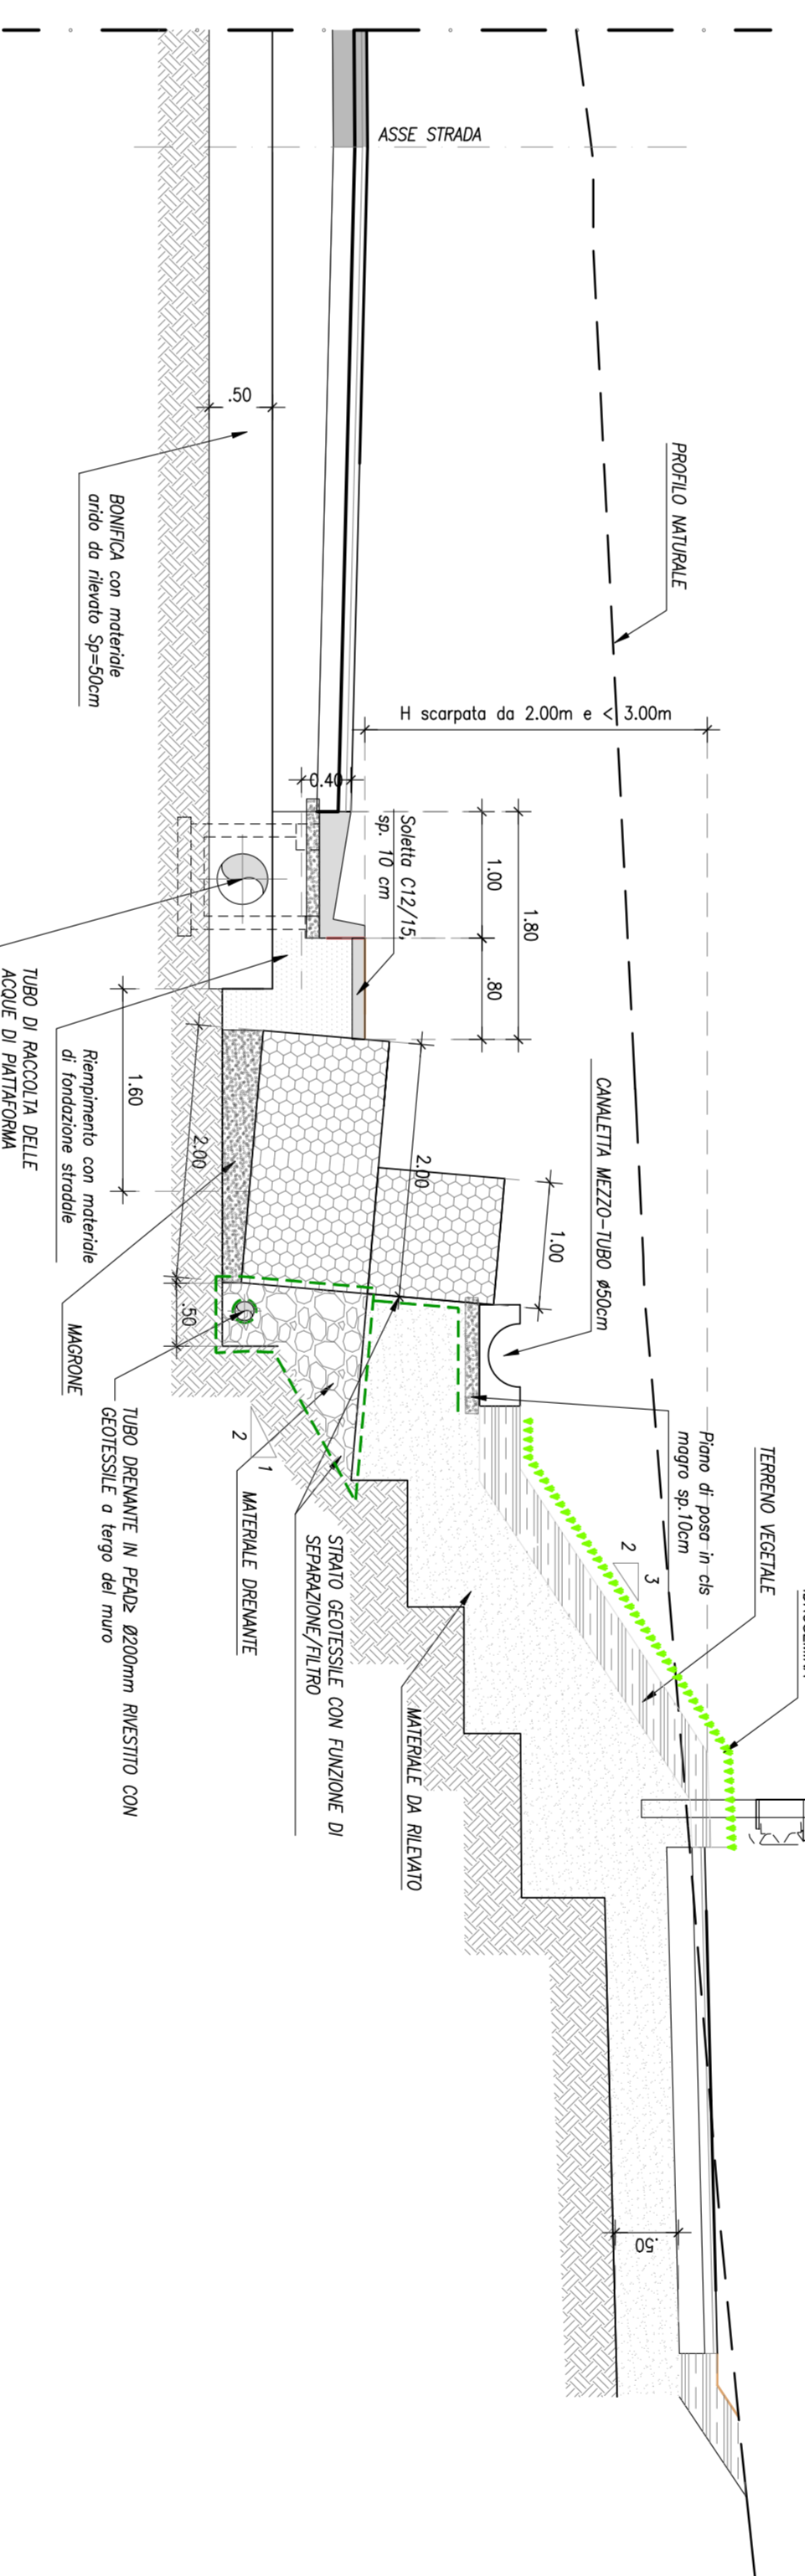 ASSE STRADA
.50
BONIFICA con materiale
arido da rilevato Sp=50cm
PROFILO NATURALE
H scarpata da 2.00m e < 3.00m
0.40
Soletta C12/15,
sp. 10 cm
1.00
1.80
.80
TUBO DI RACCOLTA DELLE
ACQUE DI PIATTAFORMA
Riempimento con materiale
di fondazione stradale
1.60
2.00
2.00
1.00
CANALETTA MEZZO-TUBO ø50cm
.50
MAGRONE
TUBO DRENANTE IN PEAD≥ Ø200mm RIVESTITO CON
GEOTESSILE a tergo del muro
2
1
MATERIALE DRENANTE
STRATO GEOTESSILE CON FUNZIONE DI
SEPARAZIONE/FILTRO
MATERIALE DA RILEVATO
Piano di posa in cls
magro sp.10cm
TERRENO VEGETALE
2
3
.50